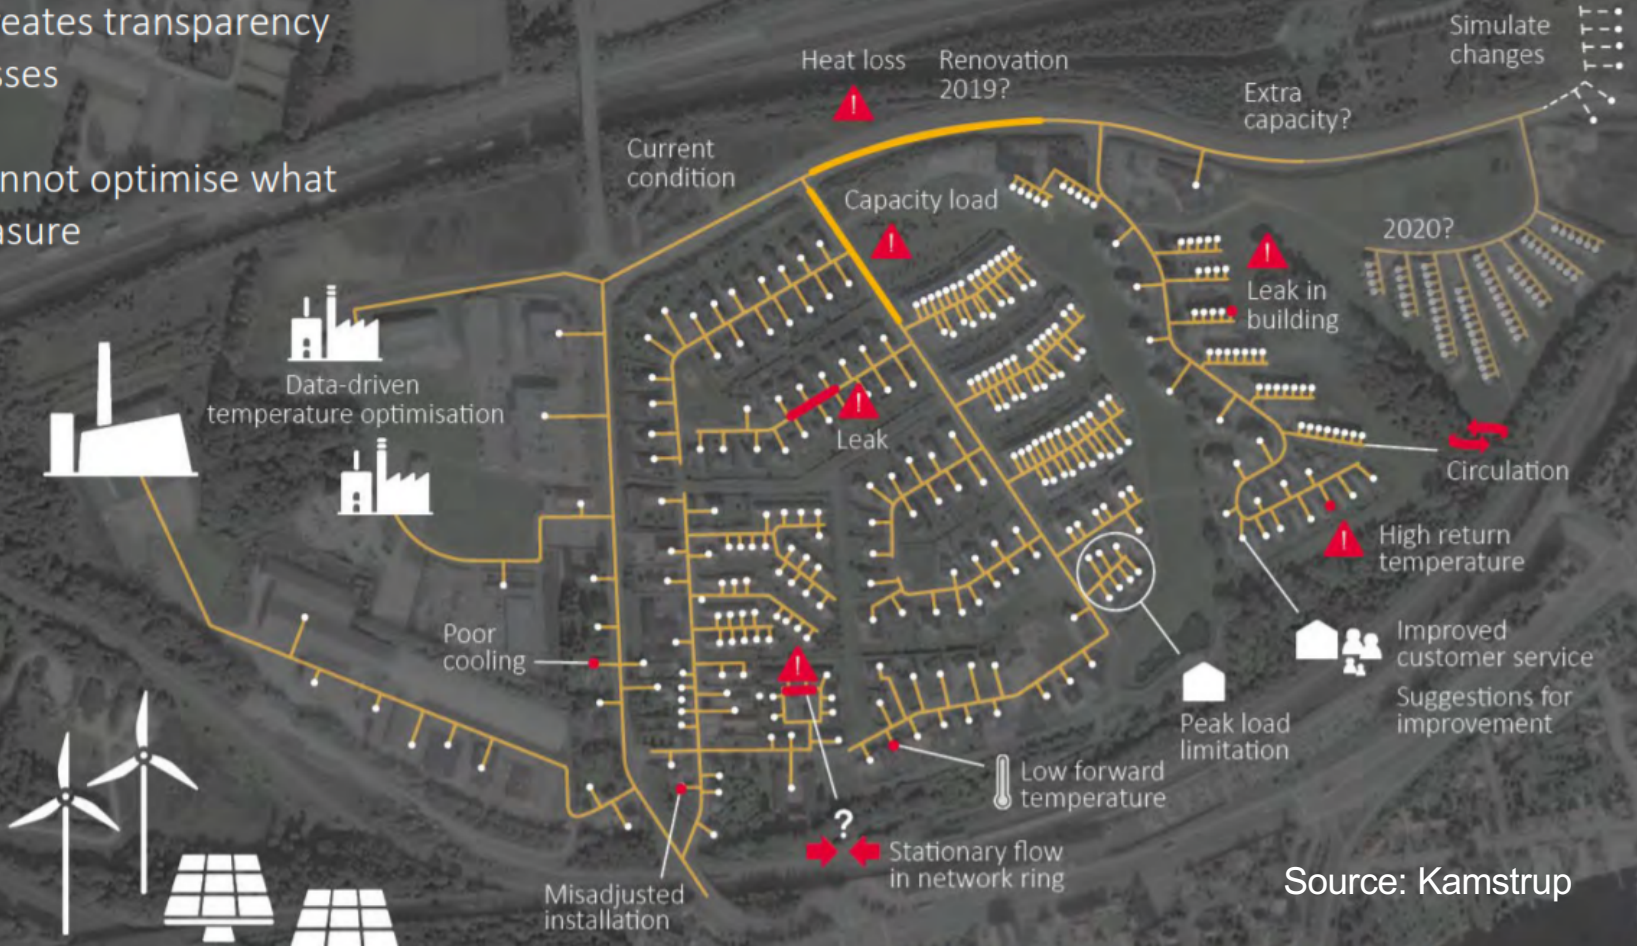 eates transparency
sses
nnot optimise what
asure
Heat loss
Renovation
2019?
Simulate
changes
Extra
capacity?
Current
condition
Capacity load
2020?
Leak in
building
Data-driven
temperature optimisation
Leak
Circulation
High return
temperature
Poor
cooling
Improved
customer service
Suggestions for
improvement
Peak load
limitation
Low forward
temperature
?
Stationary flow
in network ring
Misadjusted
installation
Source: Kamstrup